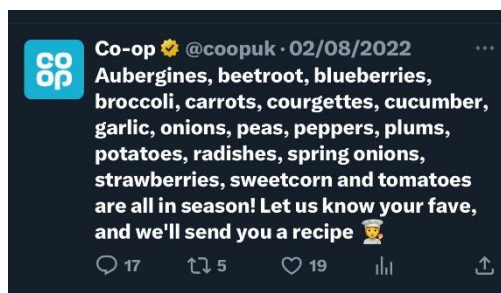 co
op
Co-op @coopuk · 02/08/2022
Aubergines, beetroot, blueberries,
broccoli, carrots, courgettes, cucumber,
garlic, onions, peas, peppers, plums,
potatoes, radishes, spring onions,
strawberries, sweetcorn and tomatoes
are all in season! Let us know your fave,
and we'll send you a recipe 👩‍🍳
17 5 19